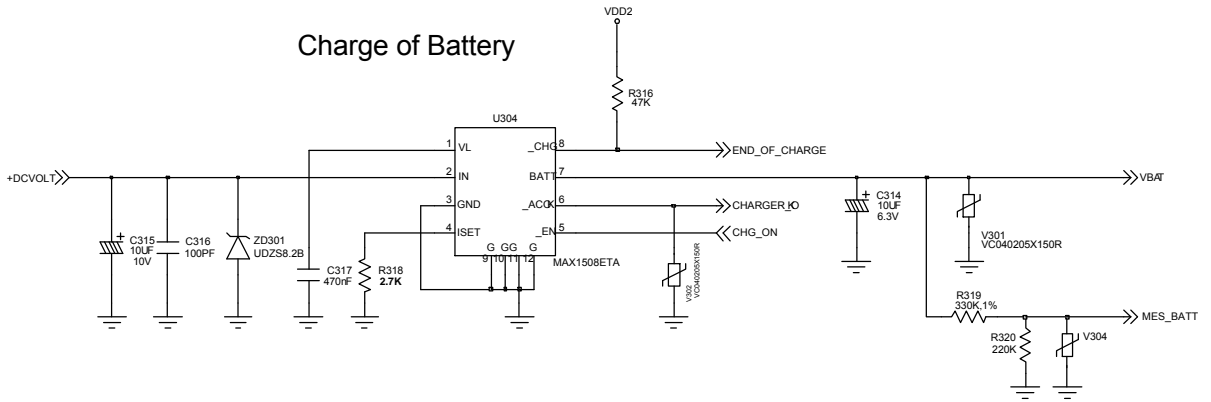 VDD2
Charge of Battery
R316
47K
U304
1 VL
_CHG 8
END_OF_CHARGE
+DCVOLT
2 IN
BATT 7
VBAT
3 GND
_ACOK 6
CHARGER_KO
C314
10UF
6.3V
4 ISET
_EN 5
CHG_ON
V301
VC040205X150R
G GG G
9 10 11 12
MAX1508ETA
C315
10UF
10V
C316
100PF
ZD301
UDZS8.2B
C317
470nF
R318
2.7K
V302
VC040205X150R
R319
330K,1%
MES_BATT
R320
220K
V304